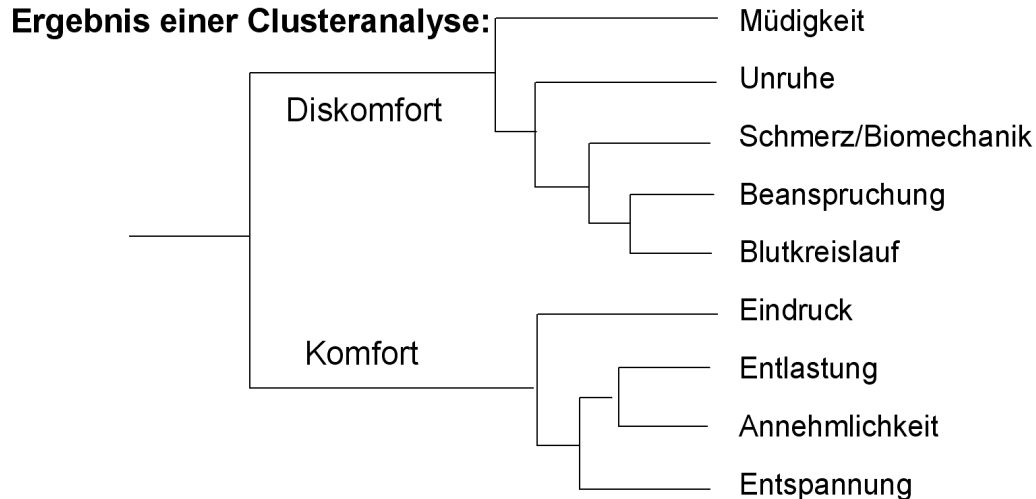 Ergebnis einer Clusteranalyse:
Müdigkeit
Unruhe
Diskomfort
Schmerz/Biomechanik
Beanspruchung
Blutkreislauf
Eindruck
Komfort
Entlastung
Annehmlichkeit
Entspannung